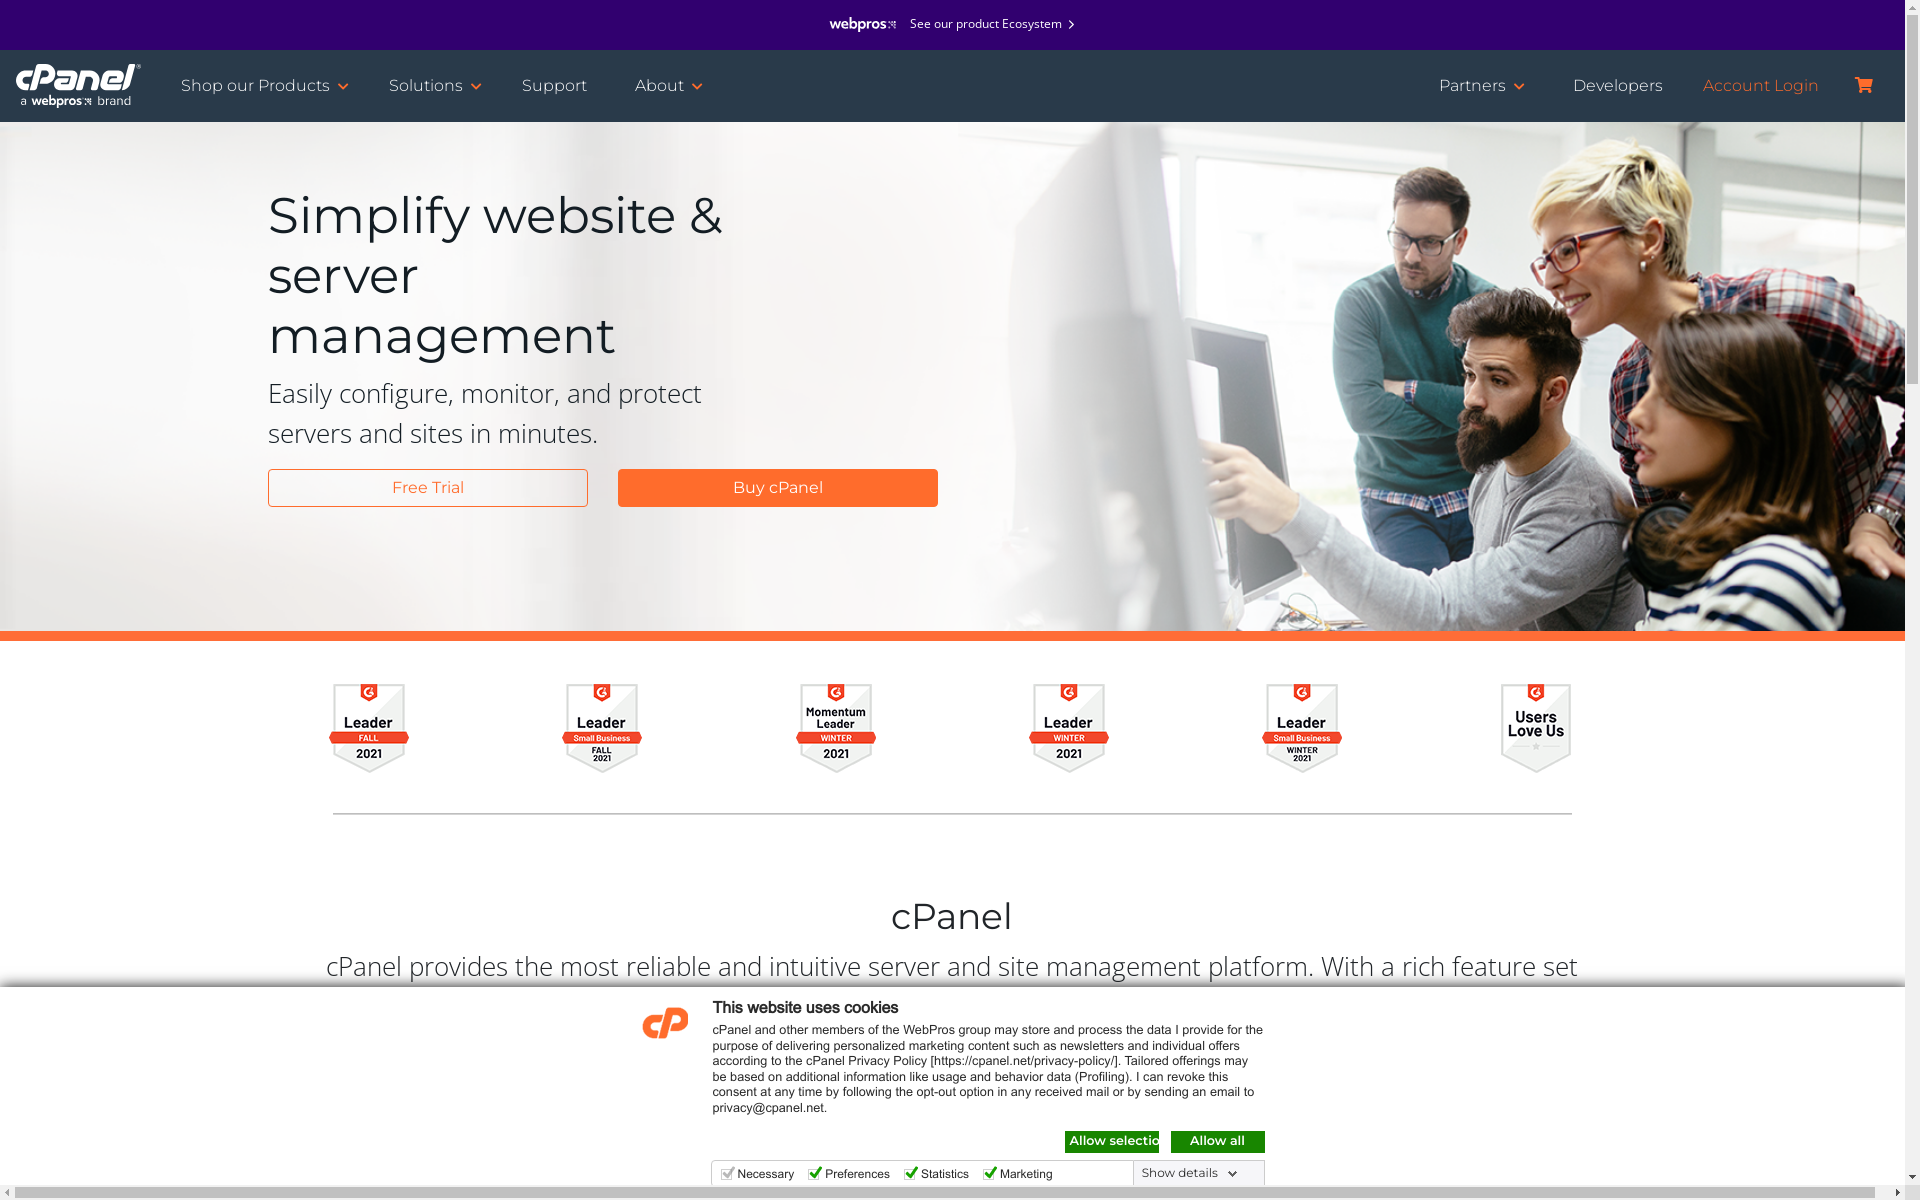 webpros See our product Ecosystem
cPanel®
a webpros brand
Shop our Products Solutions Support About Partners Developers Account Login
Simplify website &
server
management
Easily configure, monitor, and protect
servers and sites in minutes.
Free Trial Buy cPanel
Leader
FALL
2021
Leader
Small Business
FALL
2021
Momentum
Leader
WINTER
2021
Leader
WINTER
2021
Leader
Small Business
WINTER
2021
Users
Love Us
cPanel
cPanel provides the most reliable and intuitive server and site management platform. With a rich feature set
cP
This website uses cookies
cPanel and other members of the WebPros group may store and process the data I provide for the
purpose of delivering personalized marketing content such as newsletters and individual offers
according to the cPanel Privacy Policy [https://cpanel.net/privacy-policy/]. Tailored offerings may
be based on additional information like usage and behavior data (Profiling). I can revoke this
consent at any time by following the opt-out option in any received mail or by sending an email to
privacy@cpanel.net.
Allow selectio Allow all
Necessary Preferences Statistics Marketing Show details